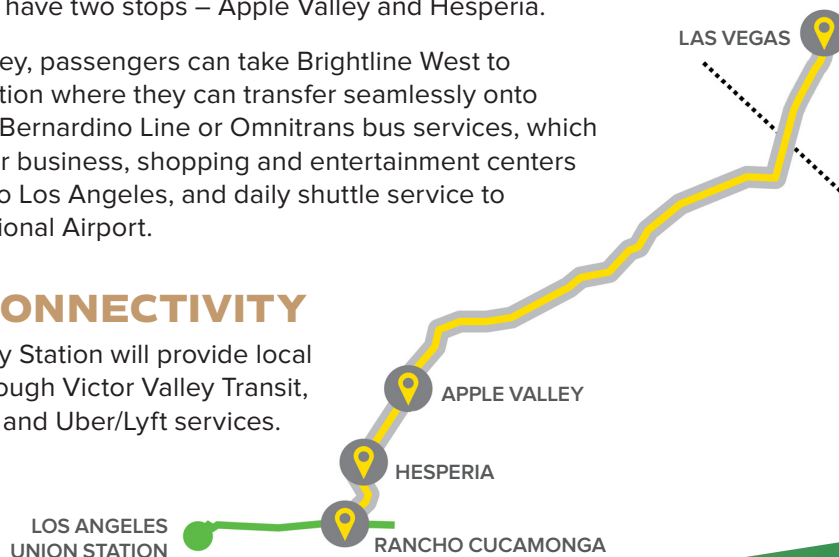 have two stops – Apple Valley and Hesperia.
ey, passengers can take Brightline West to
tion where they can transfer seamlessly onto
Bernardino Line or Omnitrans bus services, which
r business, shopping and entertainment centers
o Los Angeles, and daily shuttle service to
ional Airport.
ONNECTIVITY
y Station will provide local
ough Victor Valley Transit,
and Uber/Lyft services.
LAS VEGAS
APPLE VALLEY
HESPERIA
LOS ANGELES
UNION STATION
RANCHO CUCAMONGA